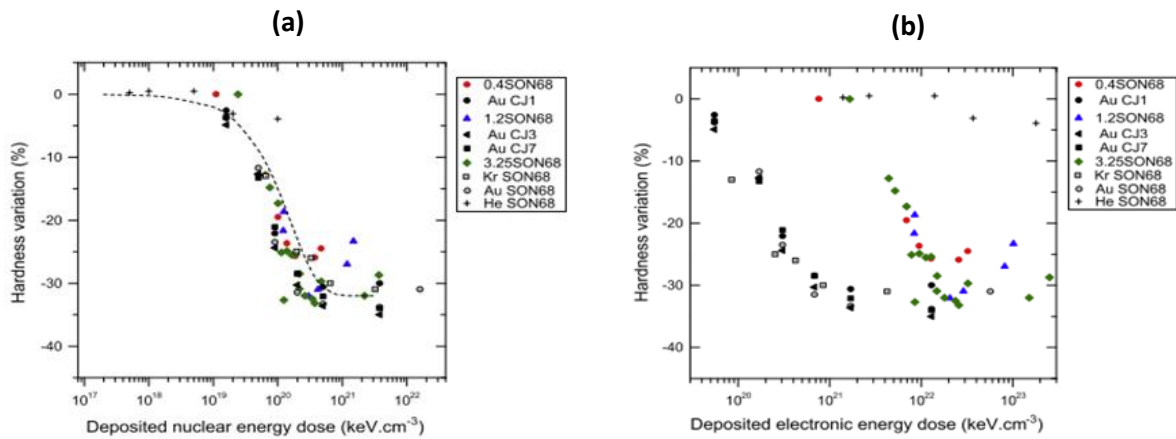 (a)
(b)
Hardness variation (%)
0
-10
-20
-30
-40
10^17
10^18
10^19
10^20
10^21
10^22
Deposited nuclear energy dose (keV.cm^-3)
0.4SON68
Au CJ1
1.2SON68
Au CJ3
Au CJ7
3.25SON68
Kr SON68
Au SON68
He SON68
Hardness variation (%)
0
-10
-20
-30
-40
10^20
10^21
10^22
10^23
Deposited electronic energy dose (keV.cm^-3)
0.4SON68
Au CJ1
1.2SON68
Au CJ3
Au CJ7
3.25SON68
Kr SON68
Au SON68
He SON68